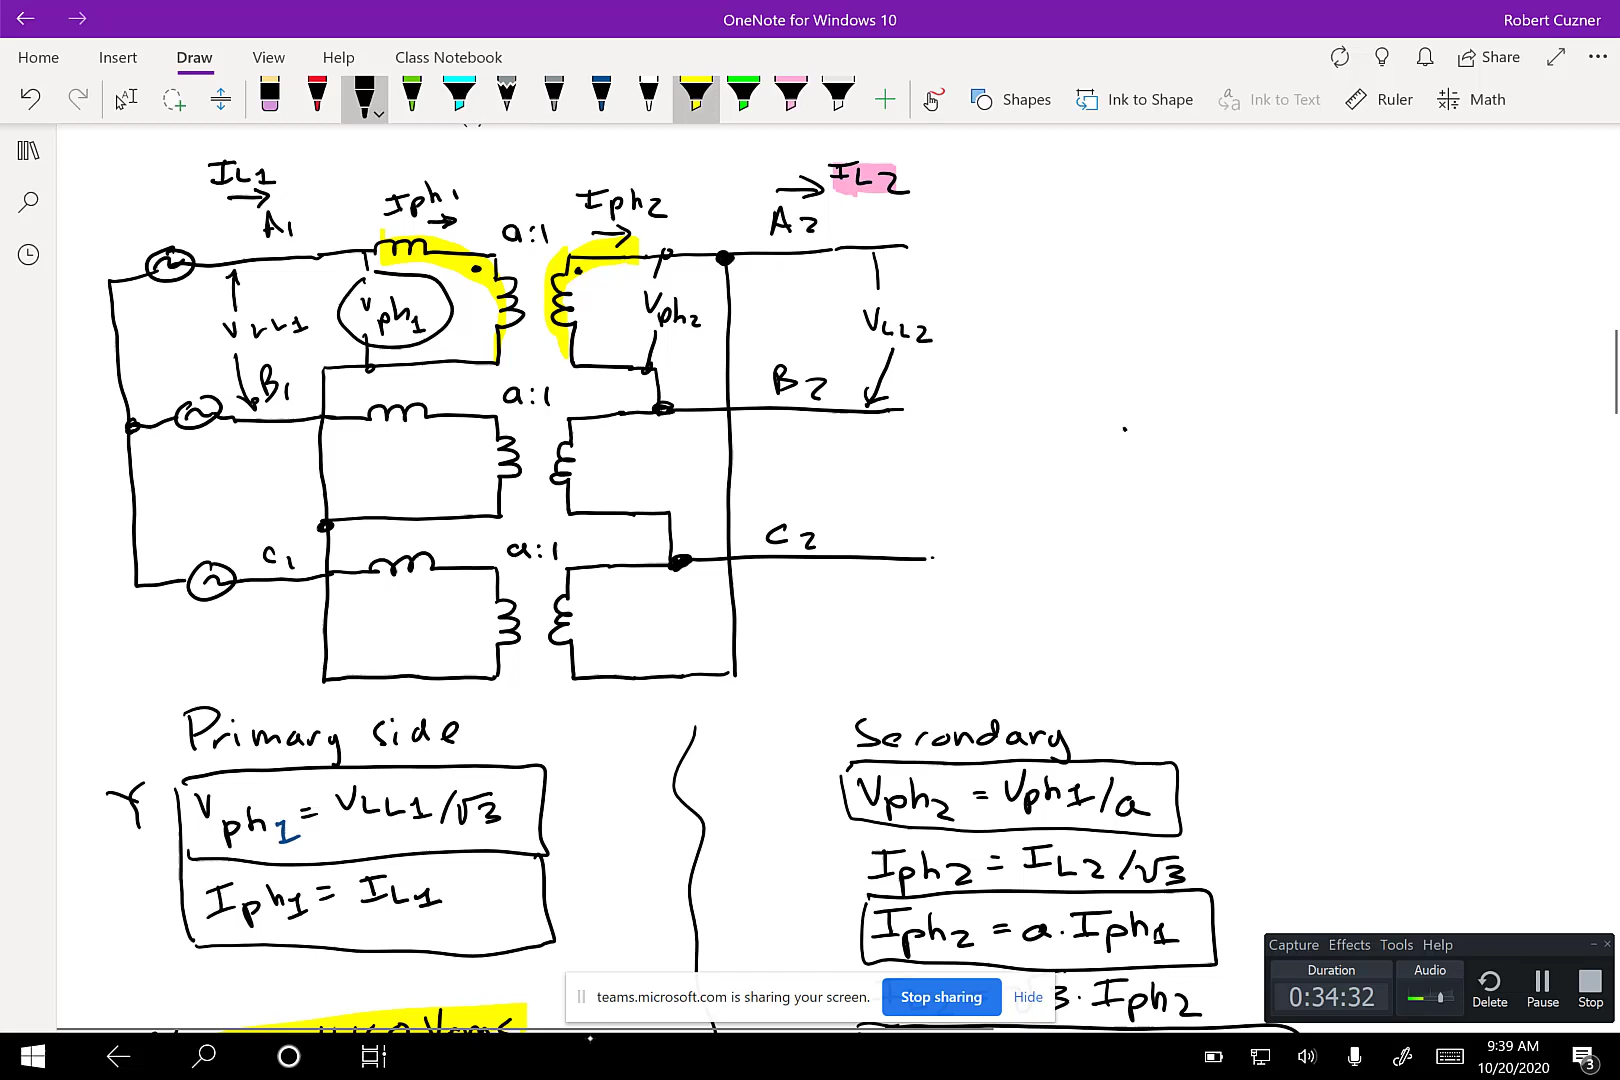 OneNote for Windows 10
Robert Cuzner
Home Insert Draw View Help Class Notebook
Share
Shapes Ink to Shape Ink to Text Ruler Math
IL1
A1
Iph1
a:1
Iph2
A2
IL2
VLL1
Vph1
Vph2
VLL2
B1
a:1
B2
C1
a:1
C2
Primary side
Secondary
Y
Vph1 = VLL1/√3
Vph2 = Vph1/a
Iph1 = IL1
Iph2 = IL2/√3
Iph2 = a·Iph1
3·Iph2
Capture Effects Tools Help
Duration
Audio
0:34:32
Delete Pause Stop
teams.microsoft.com is sharing your screen.
Stop sharing
Hide
9:39 AM
10/20/2020
3